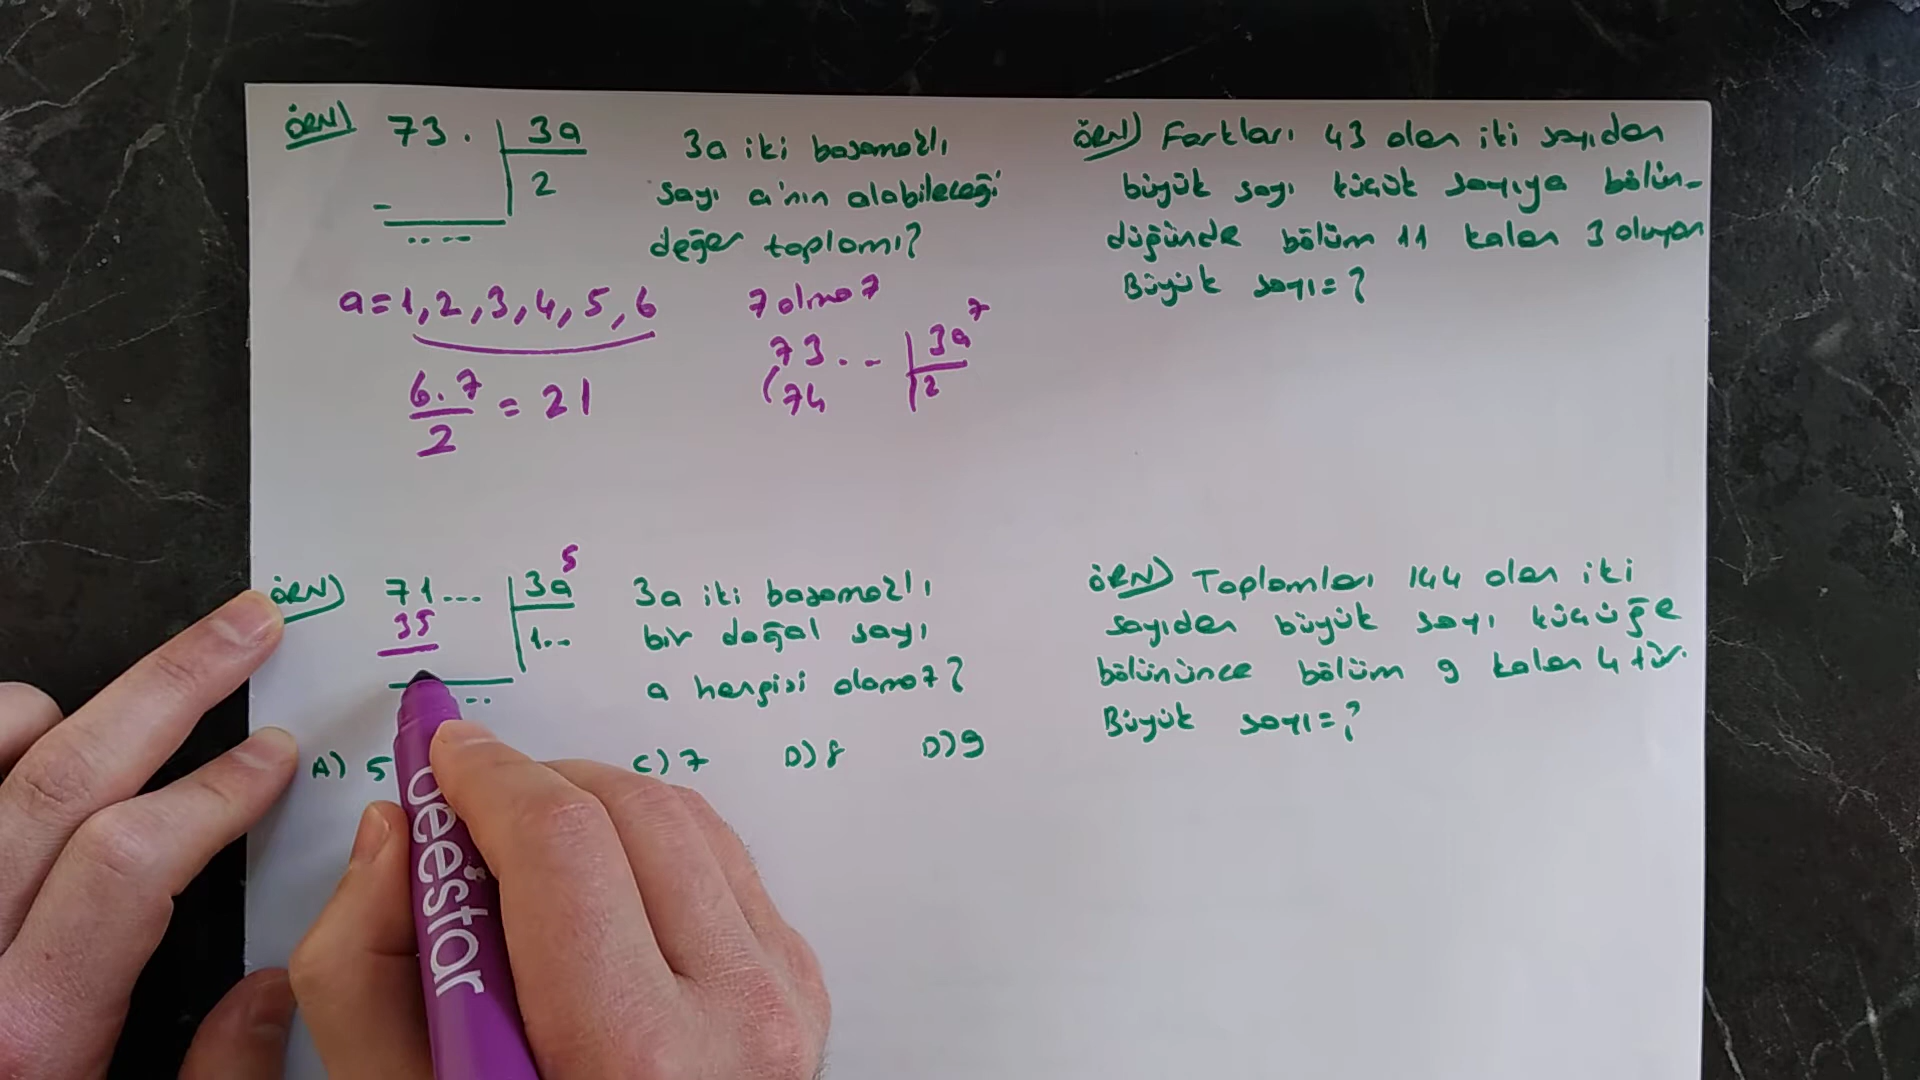 ÖRN) 73. 3a
2
- ....
3a iki basamaklı
sayı a'nın alabileceği
değer toplamı?
a=1,2,3,4,5,6
6.7
2
= 21
7 olmaz
7
73.. 3a
74 2
ÖRN) 71... 3a 5
35 1..
3a iki basamaklı
bir doğal sayı
a hangisi olamaz?
A) 5 C) 7 D) 8 D) 9
ÖRN) Farkları 43 olan iki sayıdan
büyük sayı küçük sayıya bölün-
düğünde bölüm 11 kalan 3 oluyor
Büyük sayı=?
ÖRN) Toplamları 144 olan iki
sayıdan büyük sayı küçüğe
bölününce bölüm 9 kalan 4 tür.
Büyük sayı=?
beestar